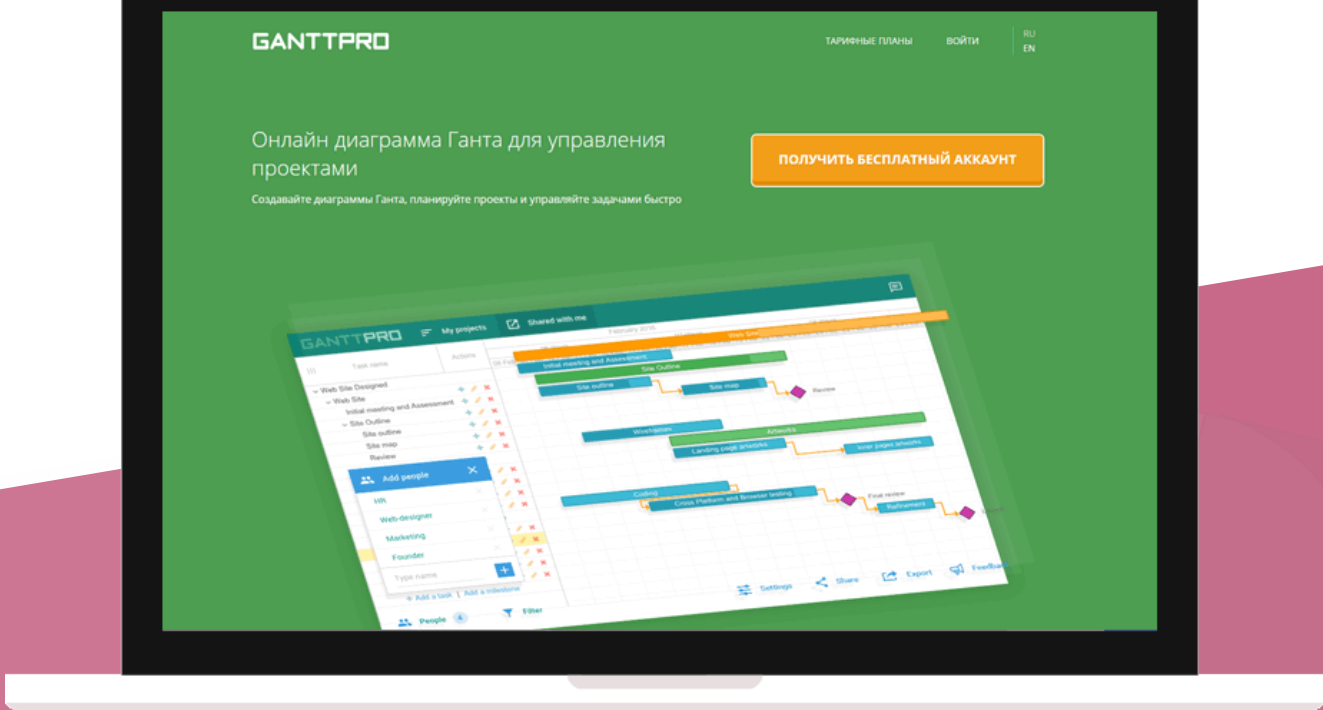 GANTTPRO
ТАРИФНЫЕ ПЛАНЫ
ВОЙТИ
RU
EN
Онлайн диаграмма Ганта для управления
проектами
Создавайте диаграммы Ганта, планируйте проекты и управляйте задачами быстро
ПОЛУЧИТЬ БЕСПЛАТНЫЙ АККАУНТ
GANTTPRO
My projects
Shared with me
Task name
Actions
February 2016
Web Site Designed
Web Site
Initial meeting and Assessment
Site Outline
Site outline
Site map
Review
Add people
HR
Web-designer
Marketing
Founder
Type name
+ Add a task | Add a milestone
People 4
Filter
Web Site
Initial meeting and Assessment
Site Outline
Site outline
Site map
Review
Wireframes
Artworks
Landing page artworks
Inner pages artworks
Coding
Cross Platform and Browser testing
Final review
Refinement
Settings
Share
Export
Feedback